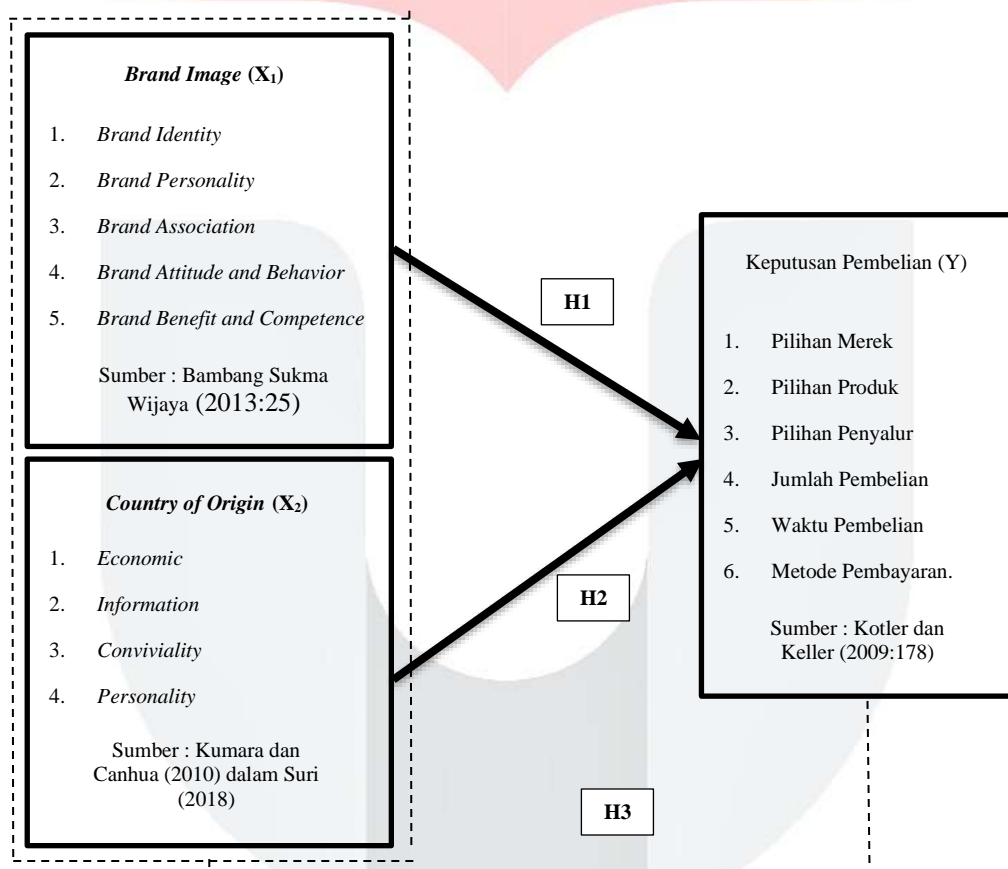 Brand Image (X₁)
1. Brand Identity
2. Brand Personality
3. Brand Association
4. Brand Attitude and Behavior
5. Brand Benefit and Competence
Sumber : Bambang Sukma
Wijaya (2013:25)
Country of Origin (X₂)
1. Economic
2. Information
3. Conviviality
4. Personality
Sumber : Kumara dan
Canhua (2010) dalam Suri
(2018)
H1
H2
H3
Keputusan Pembelian (Y)
1. Pilihan Merek
2. Pilihan Produk
3. Pilihan Penyalur
4. Jumlah Pembelian
5. Waktu Pembelian
6. Metode Pembayaran.
Sumber : Kotler dan
Keller (2009:178)